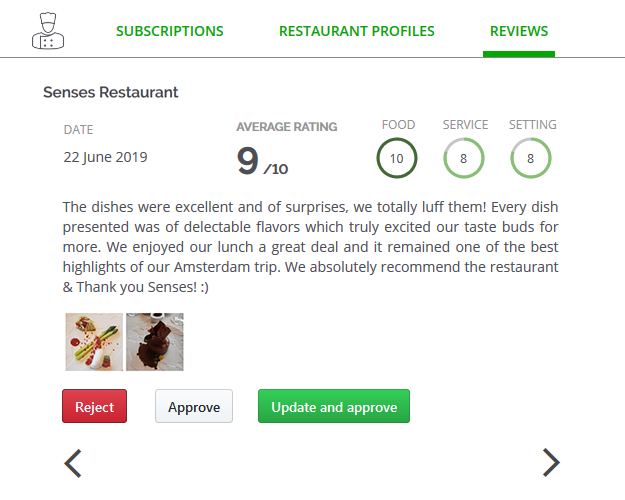 SUBSCRIPTIONS RESTAURANT PROFILES REVIEWS
Senses Restaurant
DATE AVERAGE RATING FOOD SERVICE SETTING
22 June 2019 9 /10 10 8 8
The dishes were excellent and of surprises, we totally luff them! Every dish
presented was of delectable flavors which truly excited our taste buds for
more. We enjoyed our lunch a great deal and it remained one of the best
highlights of our Amsterdam trip. We absolutely recommend the restaurant
& Thank you Senses! :)
Reject Approve Update and approve